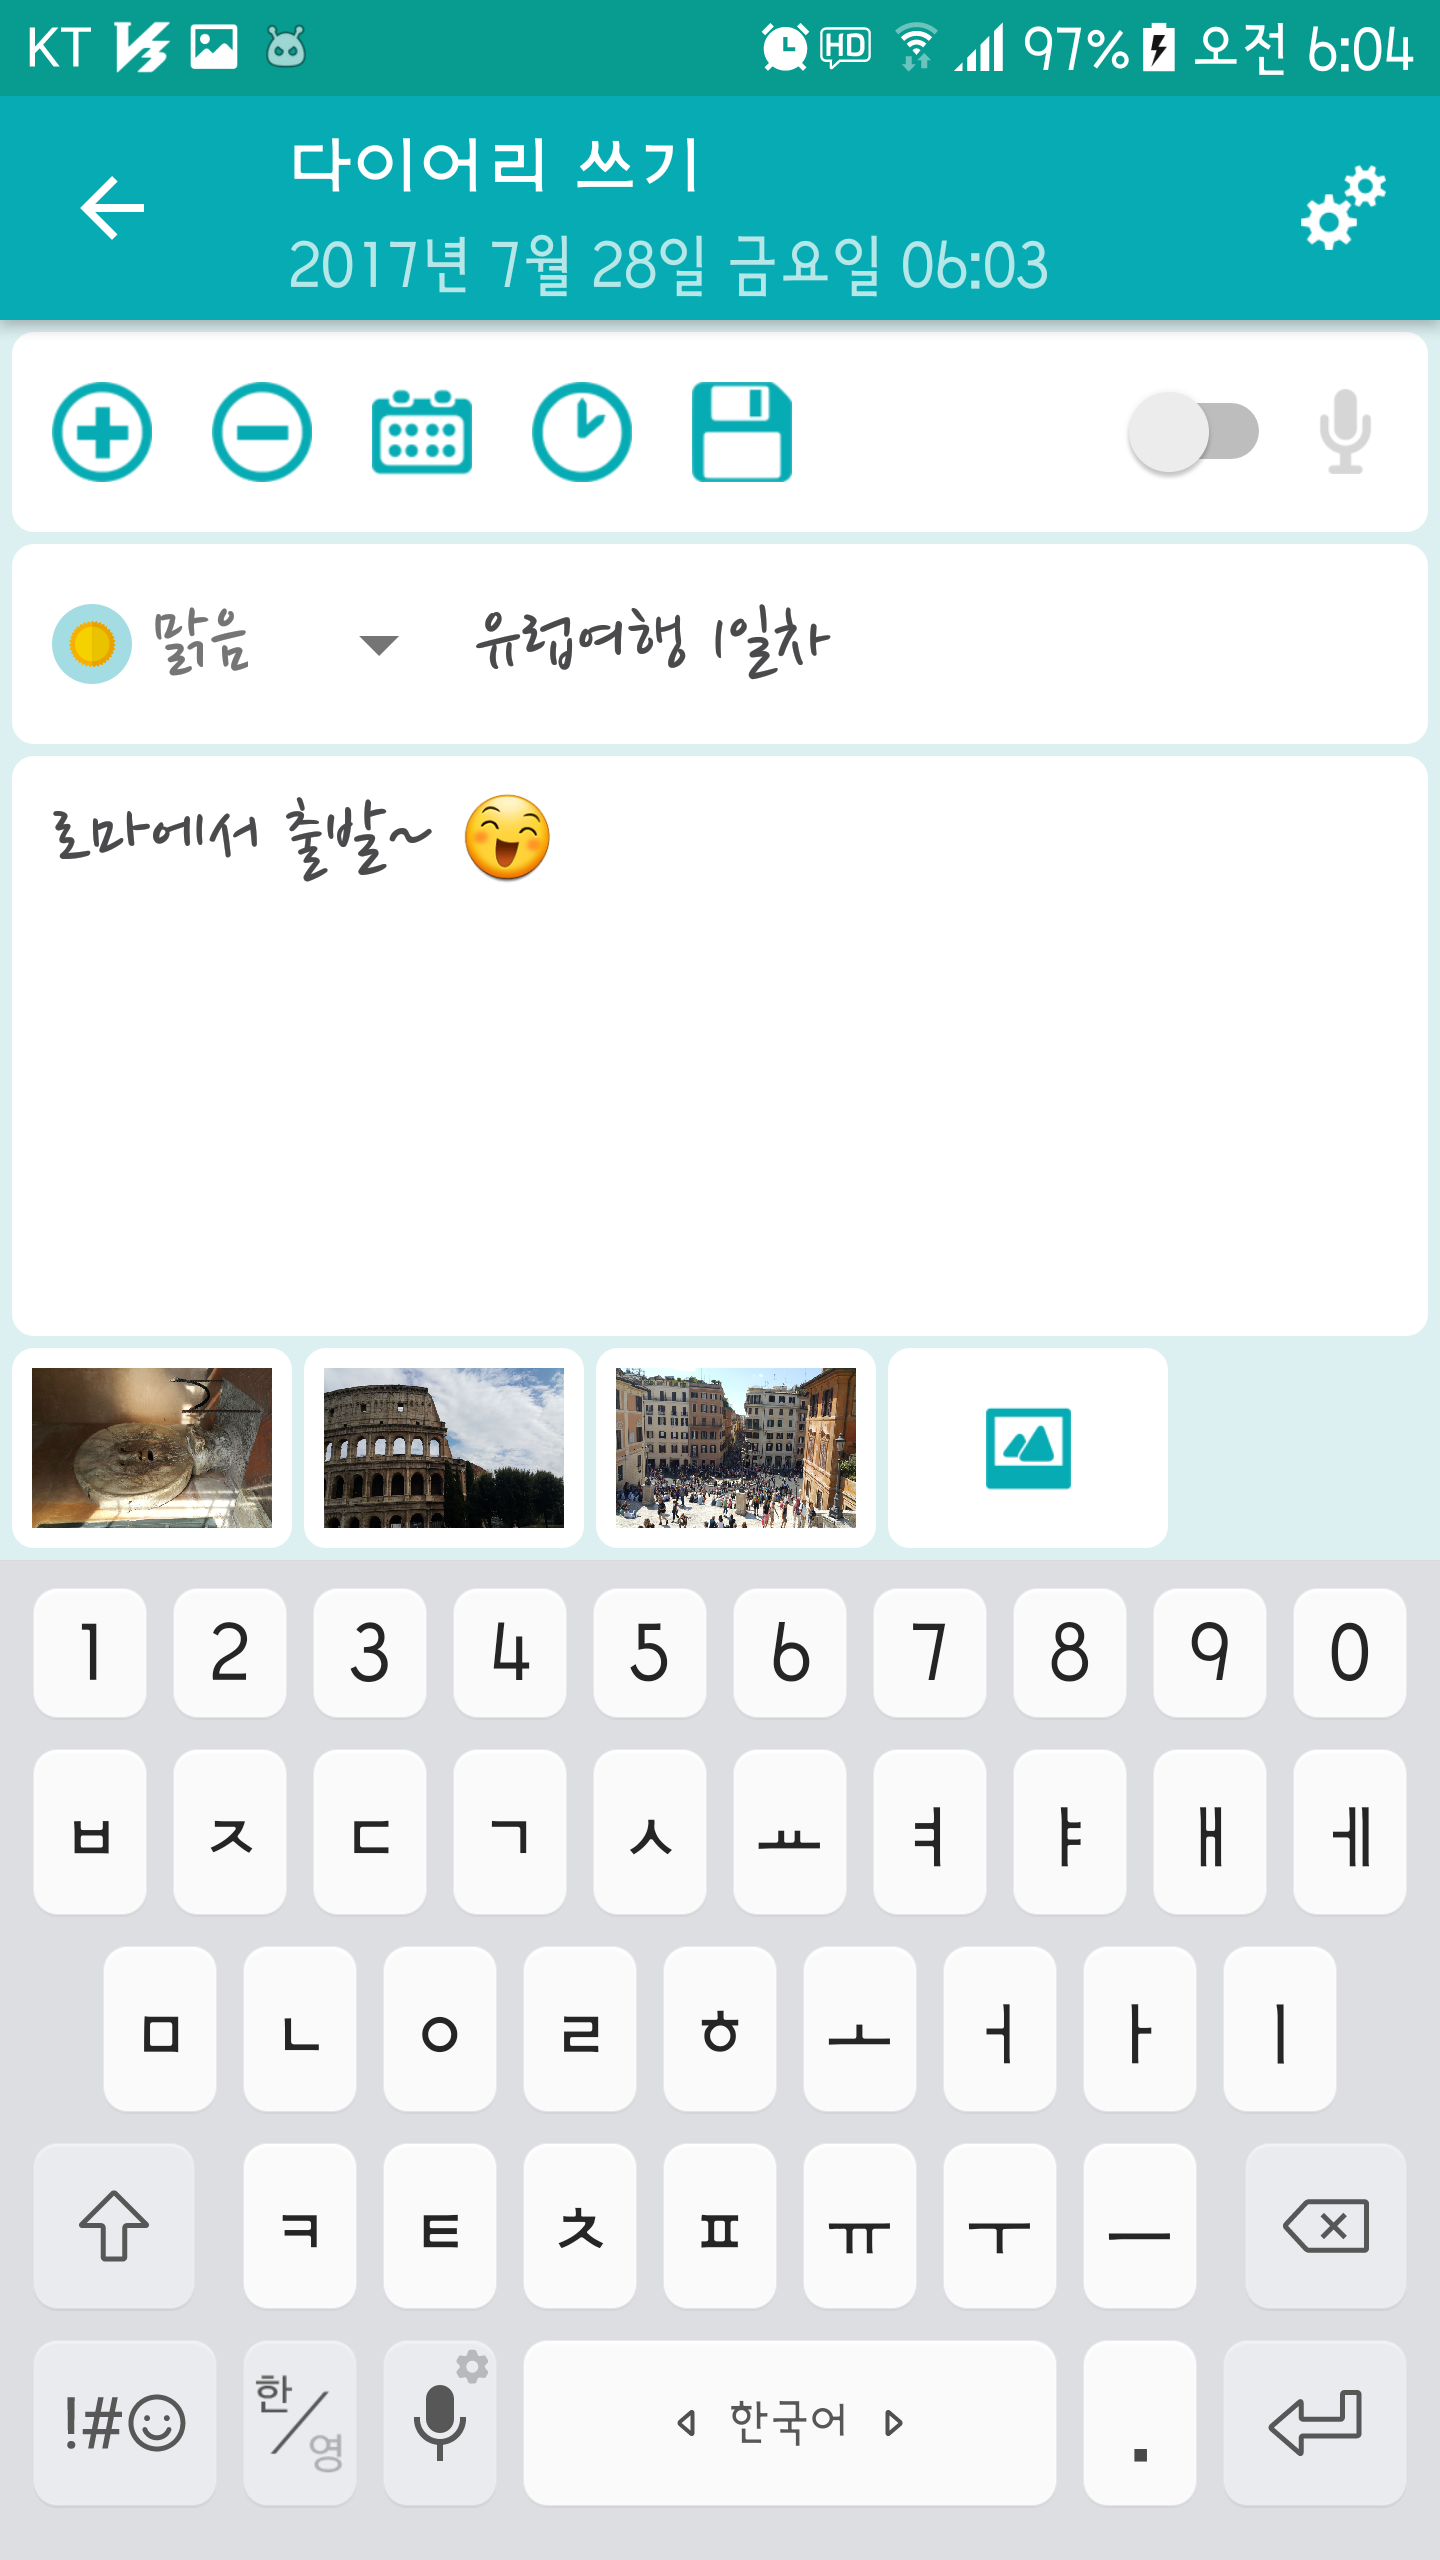 KT HD 97% 오전 6:04
다이어리 쓰기
2017년 7월 28일 금요일 06:03
맑음 유럽여행 1일차
로마에서 출발~ 😄
1 2 3 4 5 6 7 8 9 0
ㅂ ㅈ ㄷ ㄱ ㅅ ㅛ ㅕ ㅑ ㅐ ㅔ
ㅁ ㄴ ㅇ ㄹ ㅎ ㅗ ㅓ ㅏ ㅣ
ㅋ ㅌ ㅊ ㅍ ㅠ ㅜ ㅡ
!#☺ 한/영 한국어 .